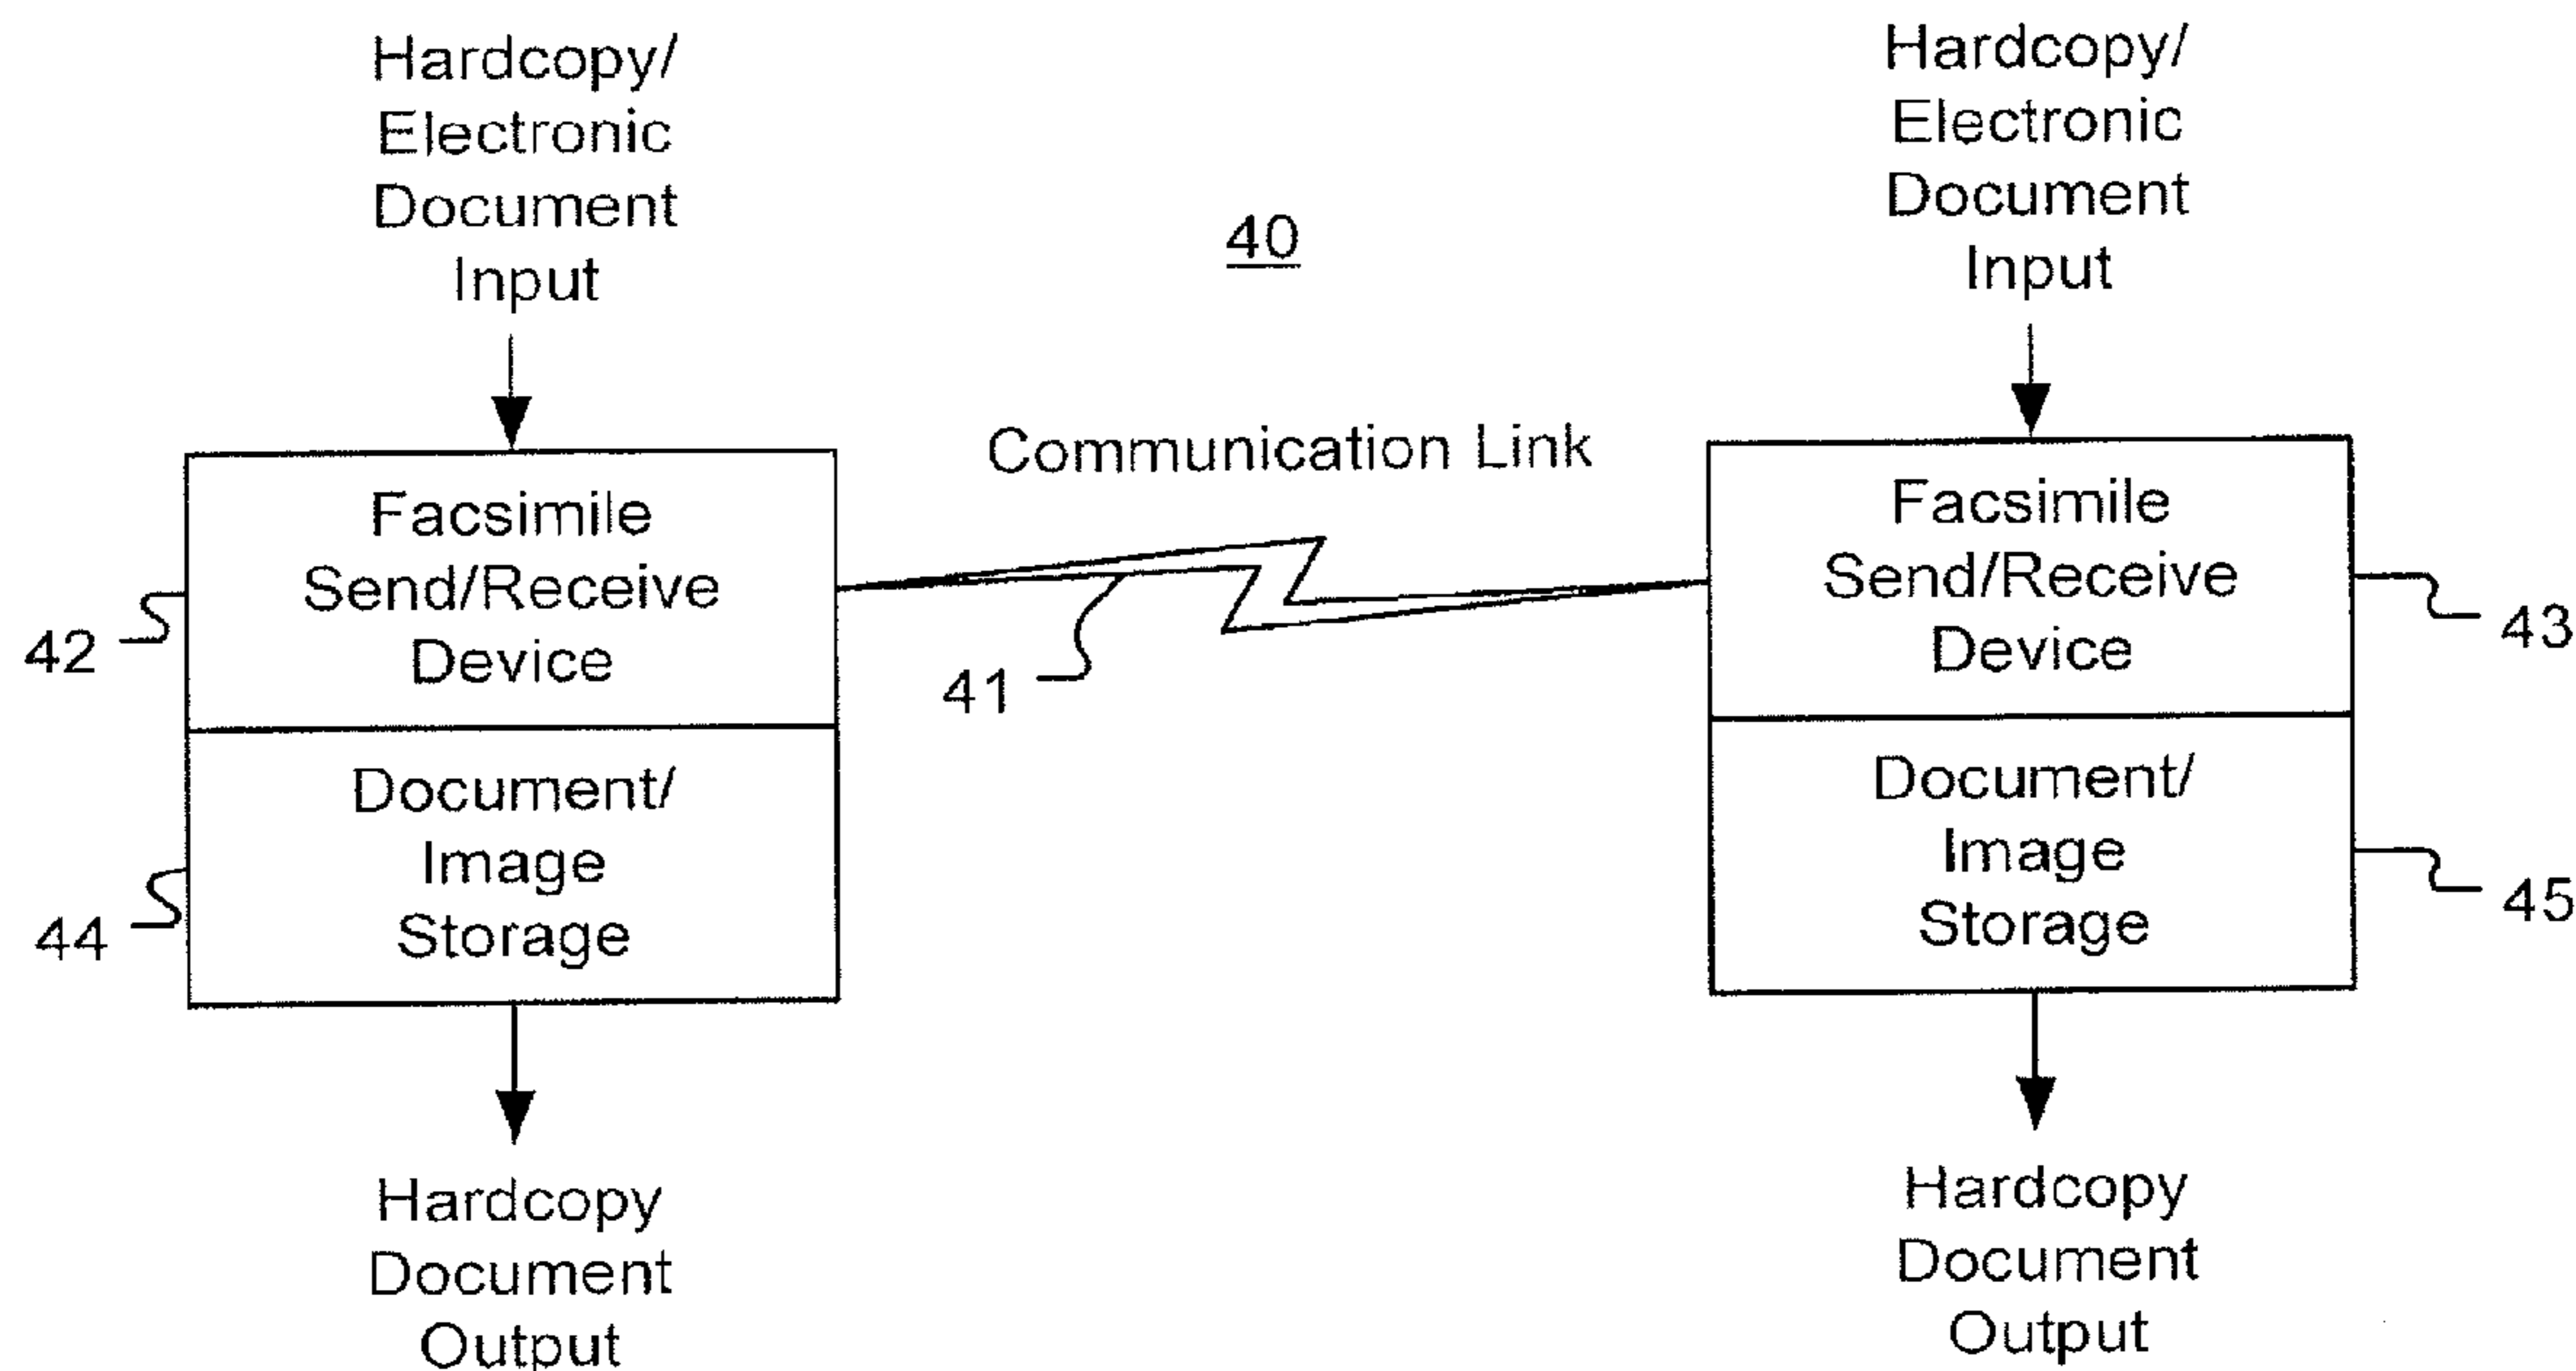 Hardcopy/
Electronic
Document
Input
Hardcopy/
Electronic
Document
Input
40
Communication Link
Facsimile
Send/Receive
Device
42
41
Facsimile
Send/Receive
Device
43
Document/
Image
Storage
44
Document/
Image
Storage
45
Hardcopy
Document
Output
Hardcopy
Document
Output